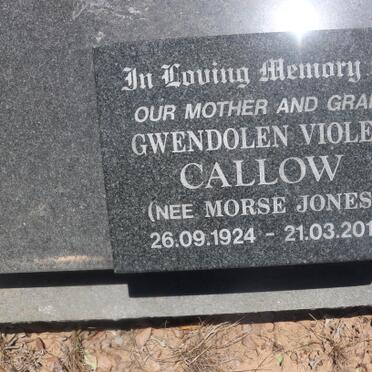 In Loving Memory
OUR MOTHER AND GRA
GWENDOLEN VIOLE
CALLOW
(NEE MORSE JONES
26.09.1924 - 21.03.201